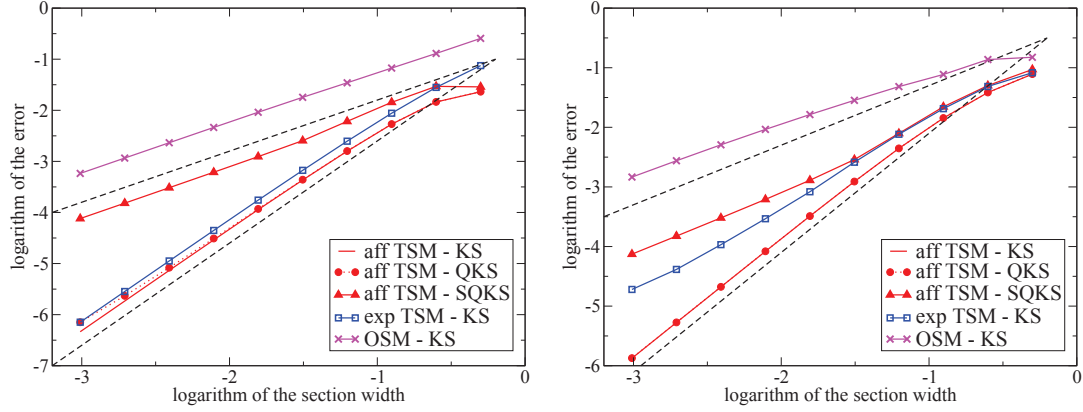 0
-1
-2
-3
-4
-5
-6
-7
logarithm of the error
-3
-2
-1
0
logarithm of the section width
aff TSM - KS
aff TSM - QKS
aff TSM - SQKS
exp TSM - KS
OSM - KS
0
-1
-2
-3
-4
-5
-6
logarithm of the error
-3
-2
-1
0
logarithm of the section width
aff TSM - KS
aff TSM - QKS
aff TSM - SQKS
exp TSM - KS
OSM - KS